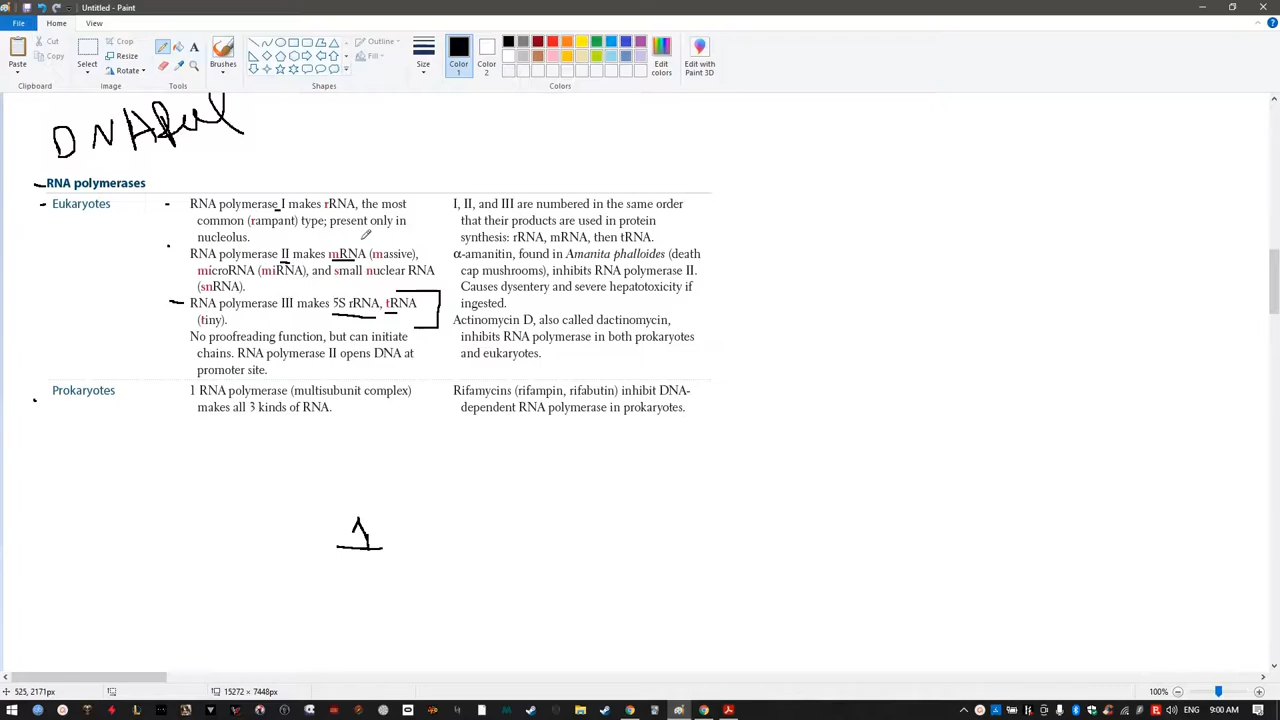 Untitled - Paint
File
Home
View
Paste
Cut
Copy
Clipboard
Select
Crop
Resize
Rotate
Image
Tools
Brushes
Shapes
Outline
Fill
Size
Color 1
Color 2
Edit colors
Edit with Paint 3D
Colors
RNA polymerases
Eukaryotes
RNA polymerase I makes rRNA, the most
common (rampant) type; present only in
nucleolus.
RNA polymerase II makes mRNA (massive),
microRNA (miRNA), and small nuclear RNA
(snRNA).
RNA polymerase III makes 5S rRNA, tRNA
(tiny).
No proofreading function, but can initiate
chains. RNA polymerase II opens DNA at
promoter site.
I, II, and III are numbered in the same order
that their products are used in protein
synthesis: rRNA, mRNA, then tRNA.
α-amanitin, found in Amanita phalloides (death
cap mushrooms), inhibits RNA polymerase II.
Causes dysentery and severe hepatotoxicity if
ingested.
Actinomycin D, also called dactinomycin,
inhibits RNA polymerase in both prokaryotes
and eukaryotes.
Prokaryotes
1 RNA polymerase (multisubunit complex)
makes all 3 kinds of RNA.
Rifamycins (rifampin, rifabutin) inhibit DNA-
dependent RNA polymerase in prokaryotes.
1
525, 2171px
15272 × 7448px
100%
ENG
9:00 AM